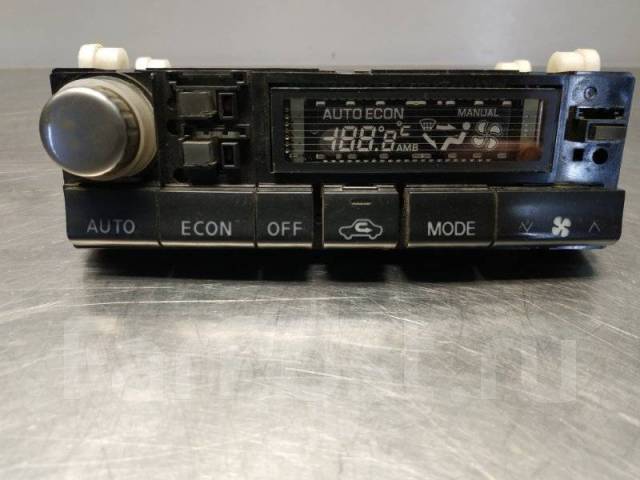 AUTO ECON MANUAL
188.8°C AMB
AUTO ECON OFF MODE